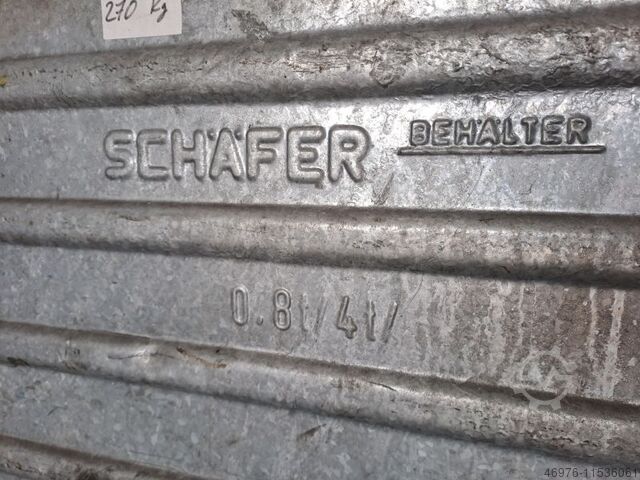 270 Kg
SCHÄFER BEHÄLTER
0.8t/4t/
46976-11536061